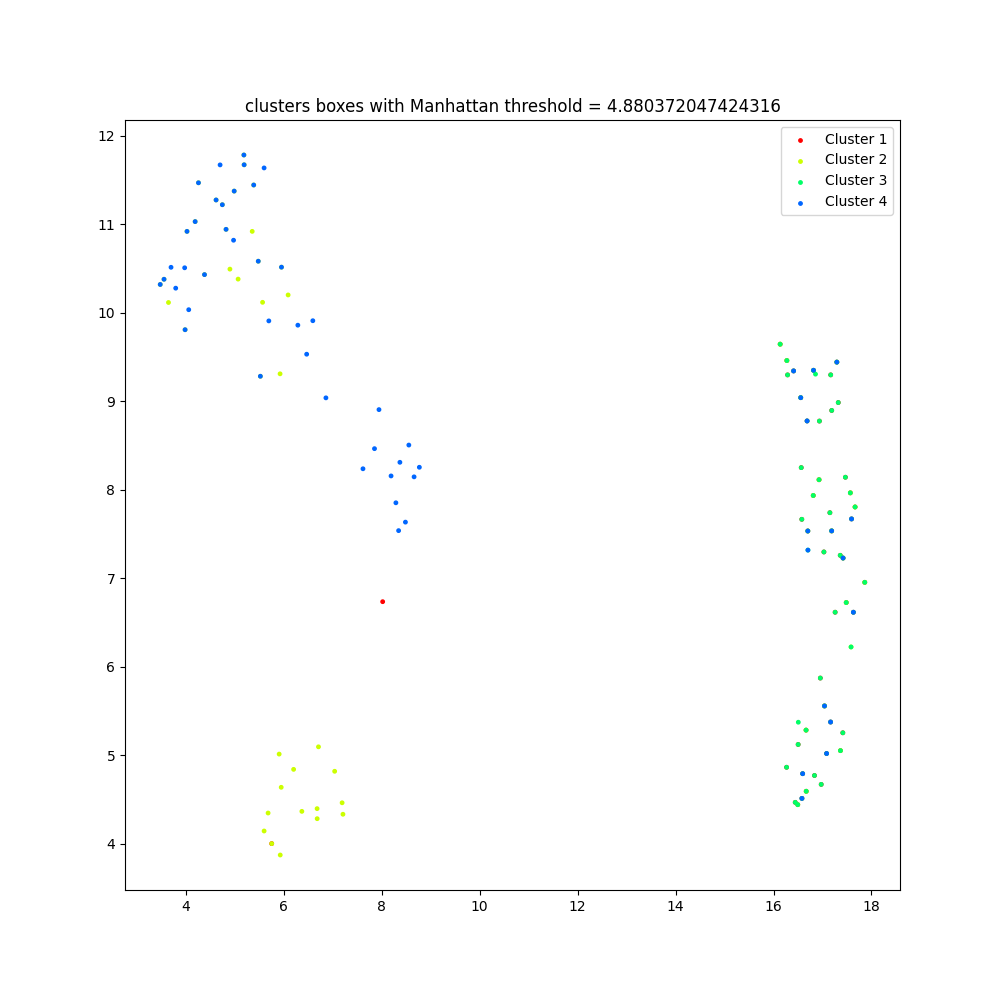 clusters boxes with Manhattan threshold = 4.880372047424316
Cluster 1
Cluster 2
Cluster 3
Cluster 4
12
11
10
9
8
7
6
5
4
4 6 8 10 12 14 16 18